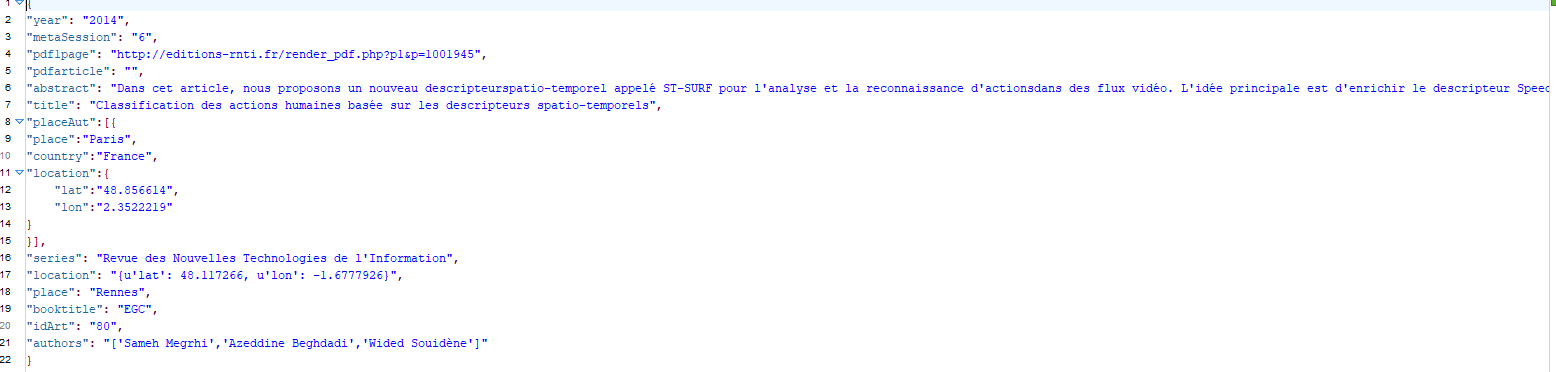 1 {
2 "year": "2014",
3 "metaSession": "6",
4 "pdf1page": "http://editions-rnti.fr/render_pdf.php?p1&p=1001945",
5 "pdfarticle": "",
6 "abstract": "Dans cet article, nous proposons un nouveau descripteurspatio-temporel appelé ST-SURF pour l'analyse et la reconnaissance d'actionsdans des flux vidéo. L'idée principale est d'enrichir le descripteur Speed
7 "title": "Classification des actions humaines basée sur les descripteurs spatio-temporels",
8 "placeAut":[{
9 "place":"Paris",
10 "country":"France",
11 "location":{
12 "lat":"48.856614",
13 "lon":"2.3522219"
14 }
15 }],
16 "series": "Revue des Nouvelles Technologies de l'Information",
17 "location": "{u'lat': 48.117266, u'lon': -1.6777926}",
18 "place": "Rennes",
19 "booktitle": "EGC",
20 "idArt": "80",
21 "authors": "['Sameh Megrhi','Azeddine Beghdadi','Wided Souidène']"
22 }